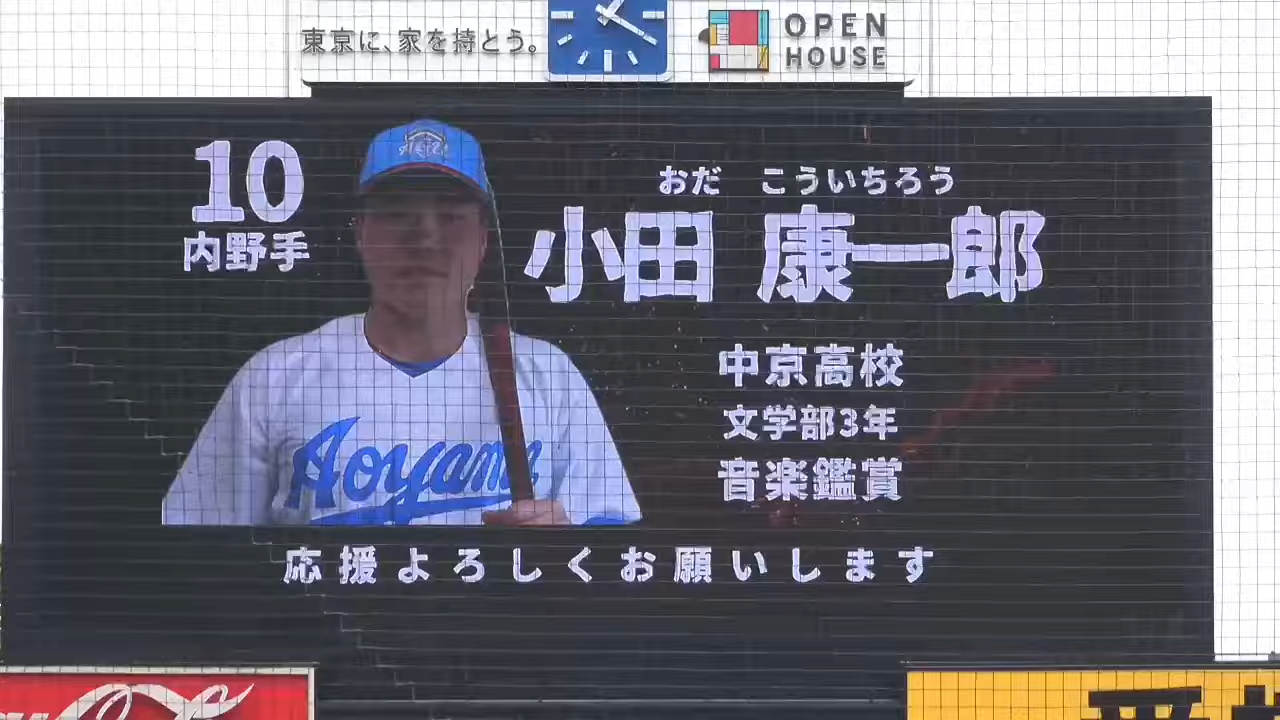 東京に、家を持とう。
OPEN
HOUSE
10
内野手
おだ こういちろう
小田 康一郎
中京高校
文学部3年
音楽鑑賞
Aoyama
応援よろしくお願いします